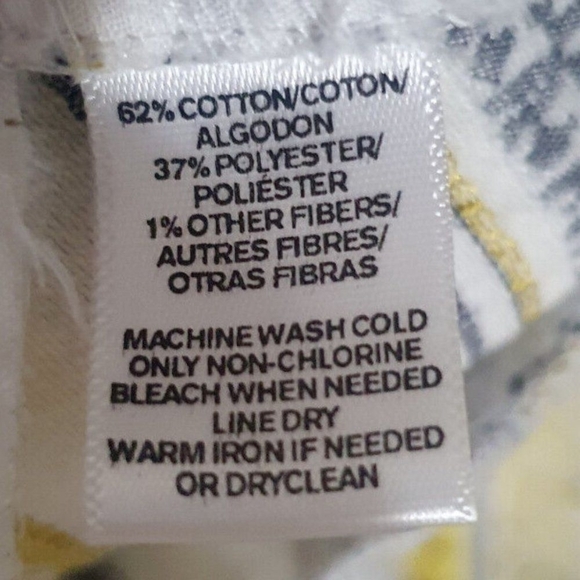 62% COTTON/COTON/
ALGODON
37% POLYESTER/
POLIÉSTER
1% OTHER FIBERS/
AUTRES FIBRES/
OTRAS FIBRAS
MACHINE WASH COLD
ONLY NON-CHLORINE
BLEACH WHEN NEEDED
LINE DRY
WARM IRON IF NEEDED
OR DRYCLEAN